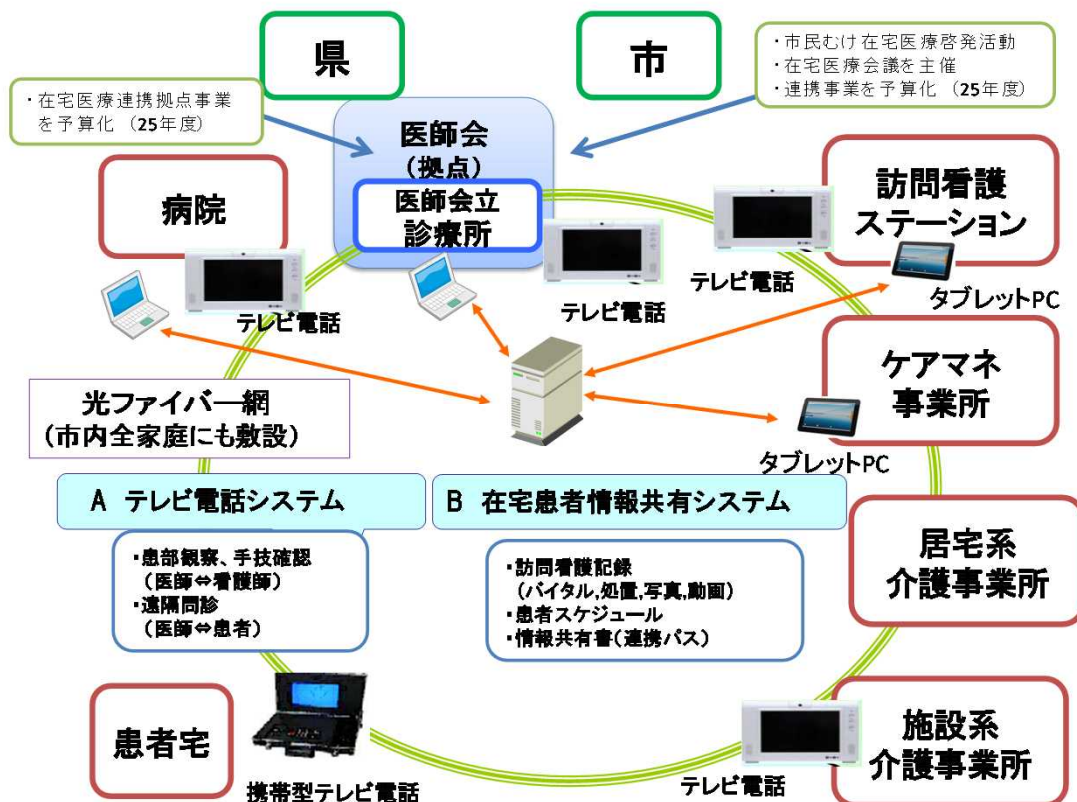 県
市
・市民むけ在宅医療啓発活動
・在宅医療会議を主催
・連携事業を予算化 (25年度)
・在宅医療連携拠点事業
を予算化 (25年度)
医師会
(拠点)
医師会立
診療所
病院
訪問看護
ステーション
テレビ電話
テレビ電話
テレビ電話
タブレットPC
ケアマネ
事業所
光ファイバー網
(市内全家庭にも敷設)
タブレットPC
A テレビ電話システム
B 在宅患者情報共有システム
・患部観察、手技確認
(医師⇔看護師)
・遠隔問診
(医師⇔患者)
・訪問看護記録
(バイタル,処置,写真,動画)
・患者スケジュール
・情報共有書(連携パス)
居宅系
介護事業所
患者宅
携帯型テレビ電話
テレビ電話
施設系
介護事業所